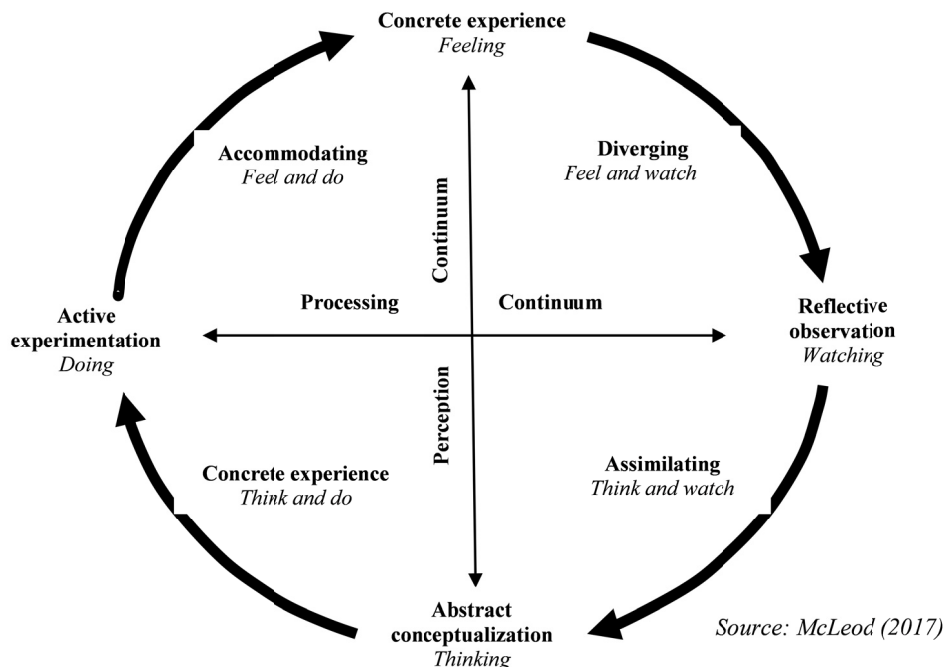 Concrete experience
Feeling
Accommodating
Feel and do
Diverging
Feel and watch
Continuum
Processing
Continuum
Active
experimentation
Doing
Reflective
observation
Watching
Perception
Concrete experience
Think and do
Assimilating
Think and watch
Abstract
conceptualization
Thinking
Source: McLeod (2017)